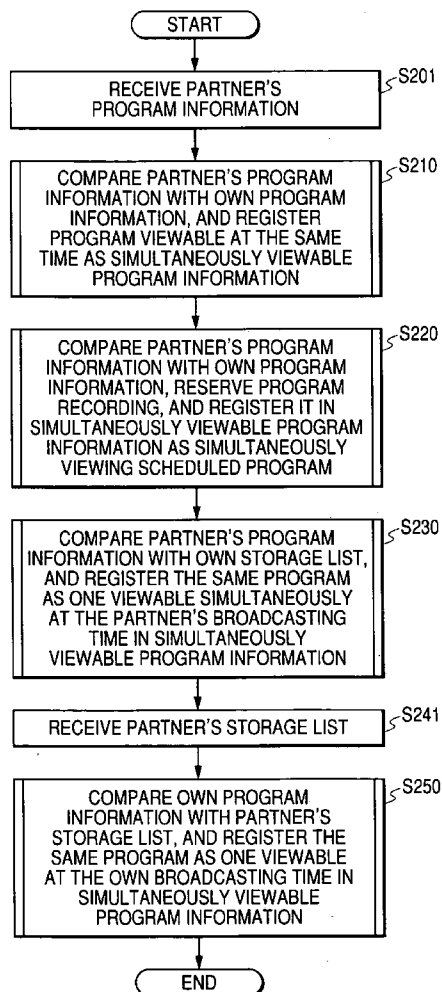 START
RECEIVE PARTNER'S
PROGRAM INFORMATION
S201
COMPARE PARTNER'S PROGRAM
INFORMATION WITH OWN PROGRAM
INFORMATION, AND REGISTER
PROGRAM VIEWABLE AT THE SAME
TIME AS SIMULTANEOUSLY VIEWABLE
PROGRAM INFORMATION
S210
COMPARE PARTNER'S PROGRAM
INFORMATION WITH OWN PROGRAM
INFORMATION, RESERVE PROGRAM
RECORDING, AND REGISTER IT IN
SIMULTANEOUSLY VIEWABLE PROGRAM
INFORMATION AS SIMULTANEOUSLY
VIEWING SCHEDULED PROGRAM
S220
COMPARE PARTNER'S PROGRAM
INFORMATION WITH OWN STORAGE LIST,
AND REGISTER THE SAME PROGRAM
AS ONE VIEWABLE SIMULTANEOUSLY
AT THE PARTNER'S BROADCASTING
TIME IN SIMULTANEOUSLY
VIEWABLE PROGRAM INFORMATION
S230
RECEIVE PARTNER'S STORAGE LIST
S241
COMPARE OWN PROGRAM
INFORMATION WITH PARTNER'S
STORAGE LIST, AND REGISTER THE
SAME PROGRAM AS ONE VIEWABLE
AT THE OWN BROADCASTING TIME IN
SIMULTANEOUSLY VIEWABLE
PROGRAM INFORMATION
S250
END